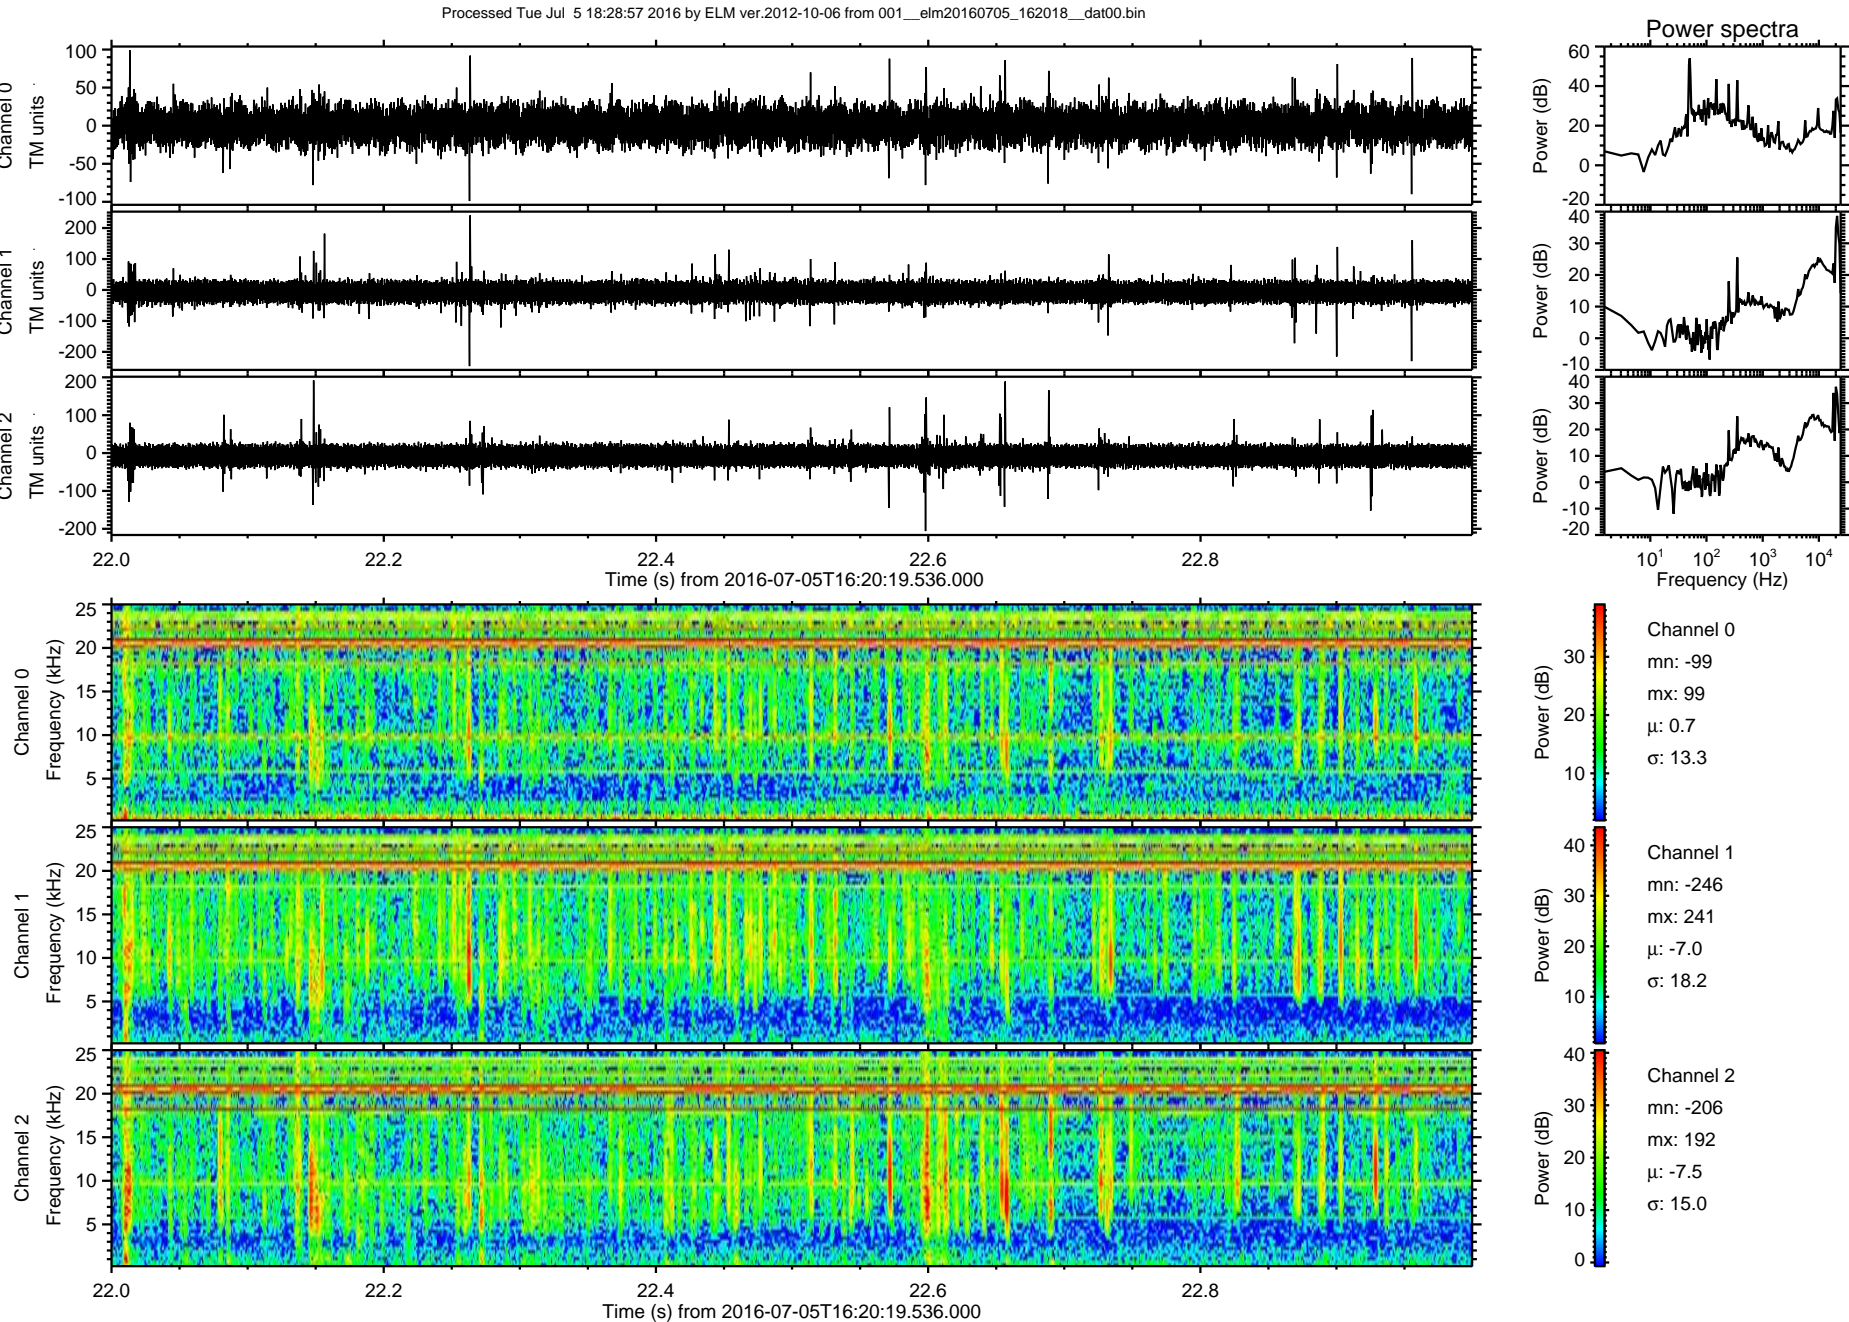 Processed Tue Jul 5 18:28:57 2016 by ELM ver.2012-10-06 from 001__elm20160705_162018__dat00.bin
Power spectra
Channel 0
TM units
100
50
0
-50
-100
Power (dB)
60
40
20
0
-20
Channel 1
TM units
200
100
0
-100
-200
Power (dB)
40
30
20
10
0
-10
Channel 2
TM units
200
100
0
-100
-200
Power (dB)
40
30
20
10
0
-10
-20
22.0 22.2 22.4 22.6 22.8
Time (s) from 2016-07-05T16:20:19.536.000
10^1 10^2 10^3 10^4
Frequency (Hz)
Channel 0
Frequency (kHz)
25
20
15
10
5
Power (dB)
30
20
10
Channel 0
mn: -99
mx: 99
μ: 0.7
σ: 13.3
Channel 1
Frequency (kHz)
25
20
15
10
5
Power (dB)
40
30
20
10
Channel 1
mn: -246
mx: 241
μ: -7.0
σ: 18.2
Channel 2
Frequency (kHz)
25
20
15
10
5
Power (dB)
40
30
20
10
0
Channel 2
mn: -206
mx: 192
μ: -7.5
σ: 15.0
22.0 22.2 22.4 22.6 22.8
Time (s) from 2016-07-05T16:20:19.536.000